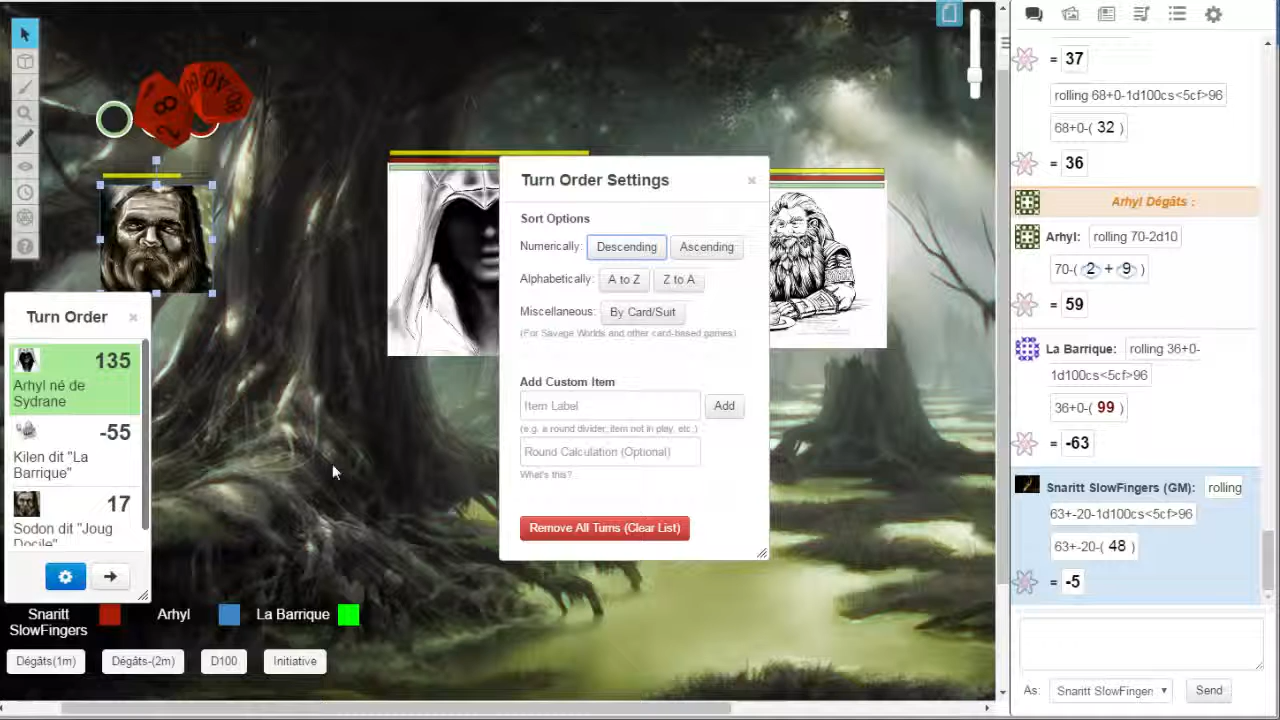 = 37
rolling 68+0-1d100cs<5cf>96
68+0-( 32 )
= 36
Arhyl Dégâts :
Arhyl: rolling 70-2d10
70-( 2 + 9 )
= 59
La Barrique: rolling 36+0-
1d100cs<5cf>96
36+0-( 99 )
= -63
Snaritt SlowFingers (GM): rolling
63+-20-1d100cs<5cf>96
63+-20-( 48 )
= -5
As: Snaritt SlowFingers
Send
Turn Order Settings ×
Sort Options
Numerically: Descending Ascending
Alphabetically: A to Z Z to A
Miscellaneous: By Card/Suit
(For Savage Worlds and other card-based games)
Add Custom Item
Item Label Add
(e.g. a round divider, item not in play, etc.)
Round Calculation (Optional)
What's this?
Remove All Turns (Clear List)
Turn Order ×
135
Arhyl né de
Sydrane
-55
Kilen dit "La
Barrique"
17
Sodon dit "Joug
Docile"
Snaritt
SlowFingers
Arhyl
La Barrique
Dégâts(1m) Dégâts-(2m) D100 Initiative
8
2